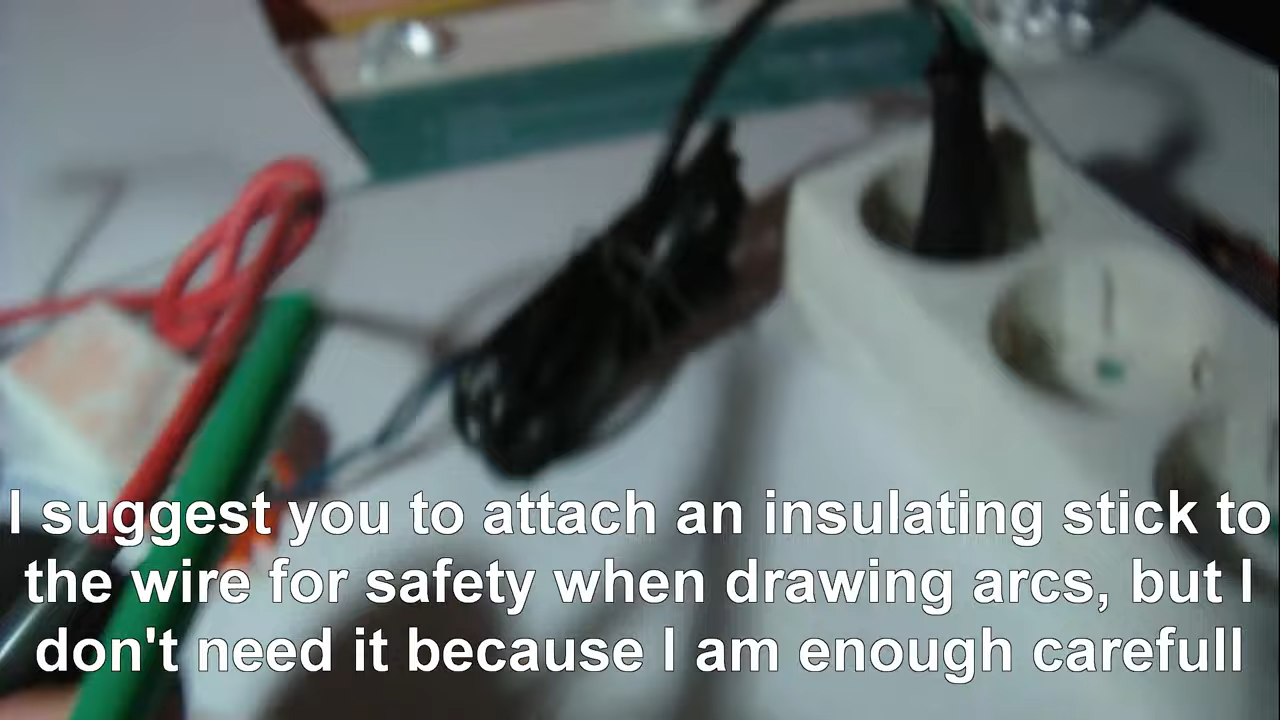 I suggest you to attach an insulating stick to
the wire for safety when drawing arcs, but I
don't need it because I am enough carefull